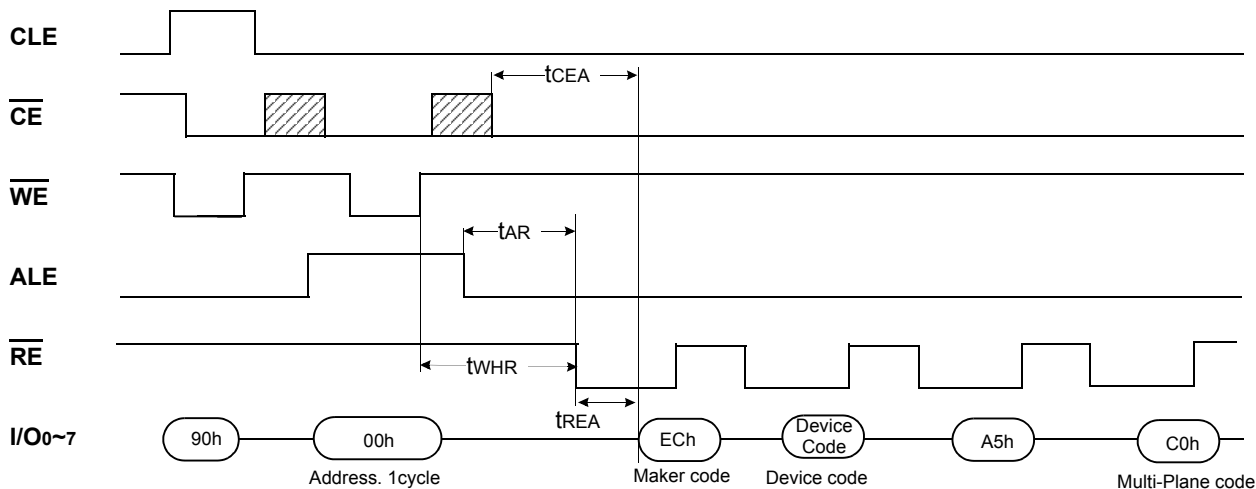 CLE
tCEA
CE
WE
tAR
ALE
RE
tWHR
tREA
I/O0~7
90h
00h
ECh
Device
Code
A5h
C0h
Address. 1cycle
Maker code
Device code
Multi-Plane code